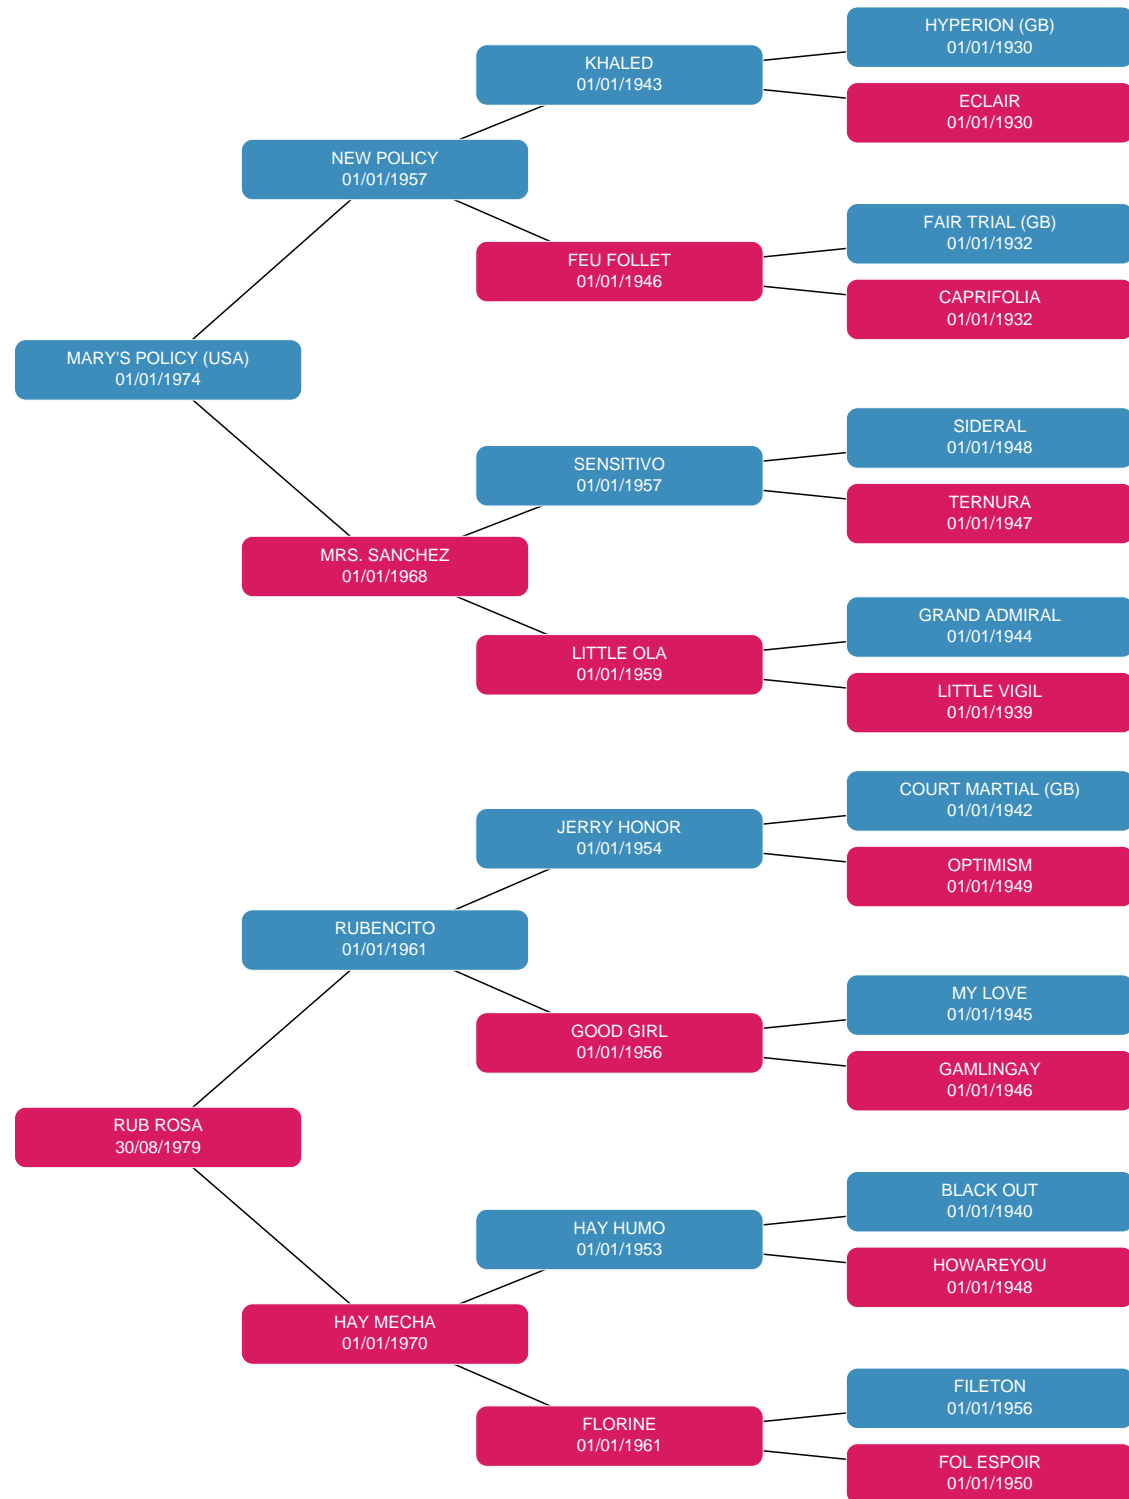 HYPERION (GB)
01/01/1930
KHALED
01/01/1943
ECLAIR
01/01/1930
NEW POLICY
01/01/1957
FAIR TRIAL (GB)
01/01/1932
FEU FOLLET
01/01/1946
CAPRIFOLIA
01/01/1932
MARY'S POLICY (USA)
01/01/1974
SIDERAL
01/01/1948
SENSITIVO
01/01/1957
TERNURA
01/01/1947
MRS. SANCHEZ
01/01/1968
GRAND ADMIRAL
01/01/1944
LITTLE OLA
01/01/1959
LITTLE VIGIL
01/01/1939
COURT MARTIAL (GB)
01/01/1942
JERRY HONOR
01/01/1954
OPTIMISM
01/01/1949
RUBENCITO
01/01/1961
MY LOVE
01/01/1945
GOOD GIRL
01/01/1956
GAMLINGAY
01/01/1946
RUB ROSA
30/08/1979
BLACK OUT
01/01/1940
HAY HUMO
01/01/1953
HOWAREYOU
01/01/1948
HAY MECHA
01/01/1970
FILETON
01/01/1956
FLORINE
01/01/1961
FOL ESPOIR
01/01/1950